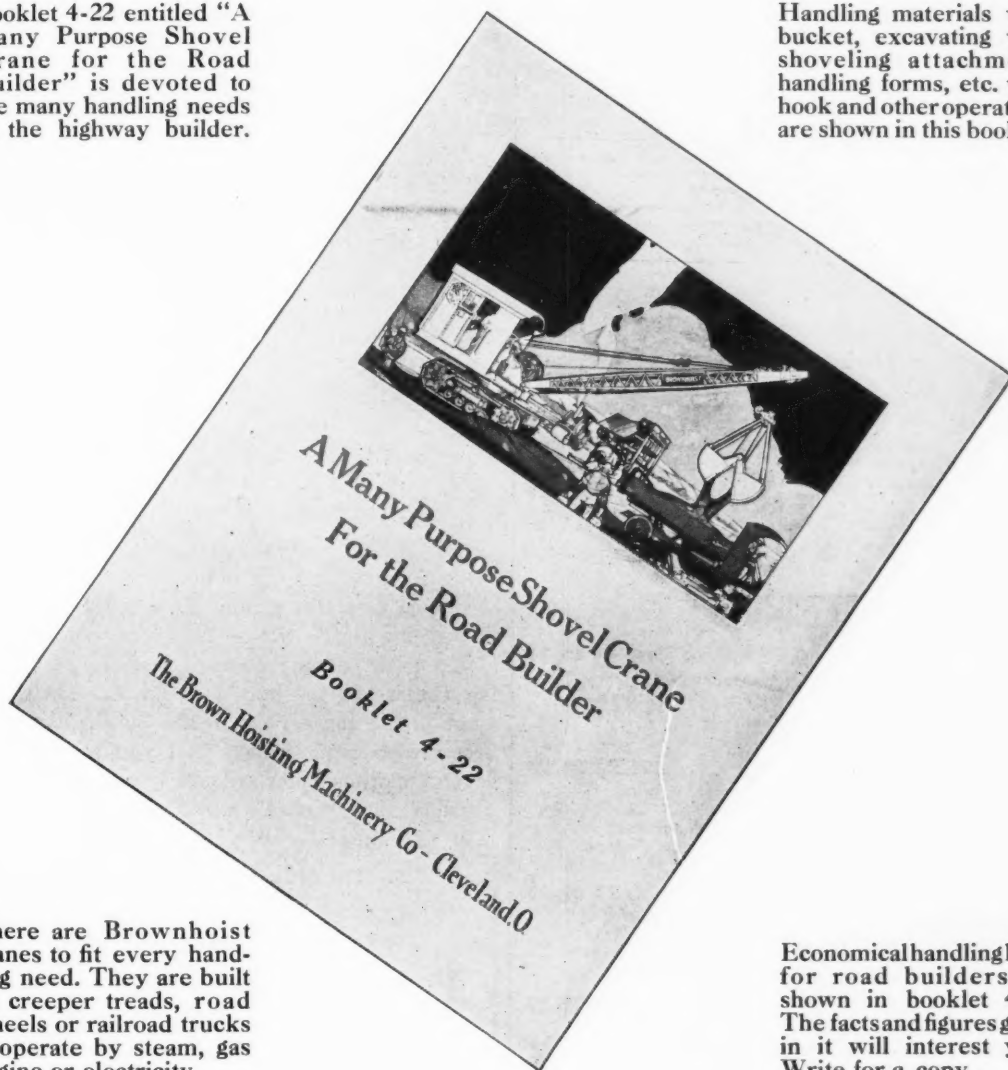 ooklet 4-22 entitled "A
any Purpose Shovel
rane for the Road
uilder" is devoted to
e many handling needs
the highway builder.
Handling materials
bucket, excavating
shoveling attachm
handling forms, etc.
hook and other operat
are shown in this boo
A Many Purpose Shovel Crane
For the Road Builder
Booklet 4-22
The Brown Hoisting Machinery Co - Cleveland, O
here are Brownhoist
anes to fit every hand-
g need. They are built
creeper treads, road
heels or railroad trucks
operate by steam, gas
gine or electricity.
Economical handling
for road builders
shown in booklet
The facts and figures g
in it will interest
Write for a copy.